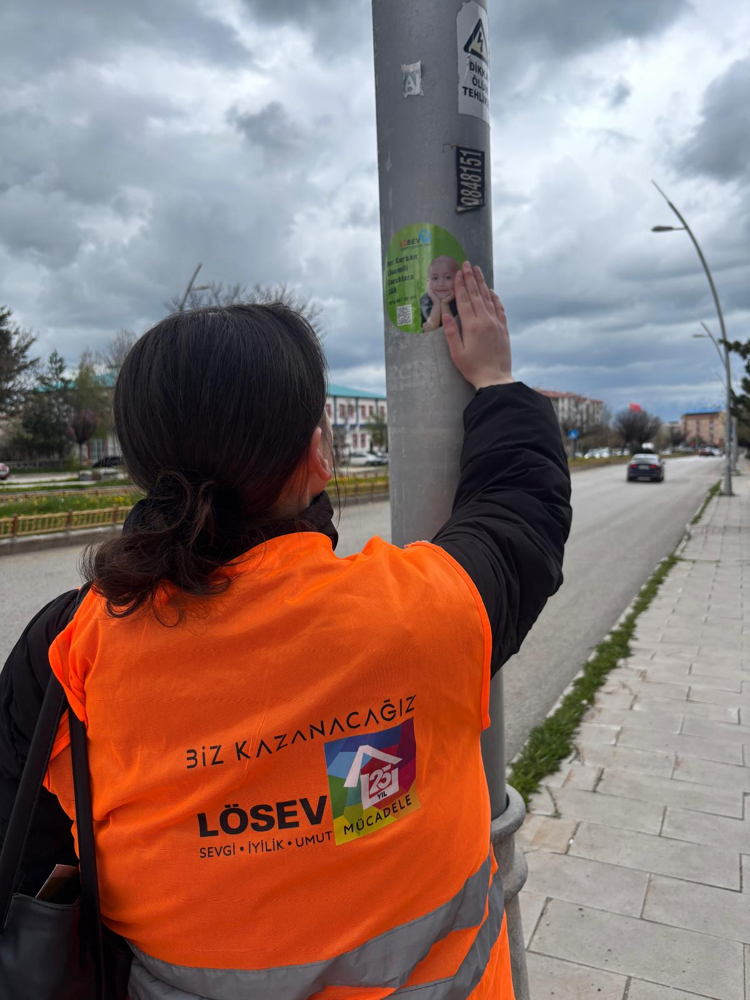 DİKKAT
ÖLÜM
TEHLİKE
0848151
LÖSEV
Her Kurban
Lösemili
Çocuklara
CAN
BİZ KAZANACAĞIZ
25
YIL
LÖSEV
MÜCADELE
SEVGİ • İYİLİK • UMUT